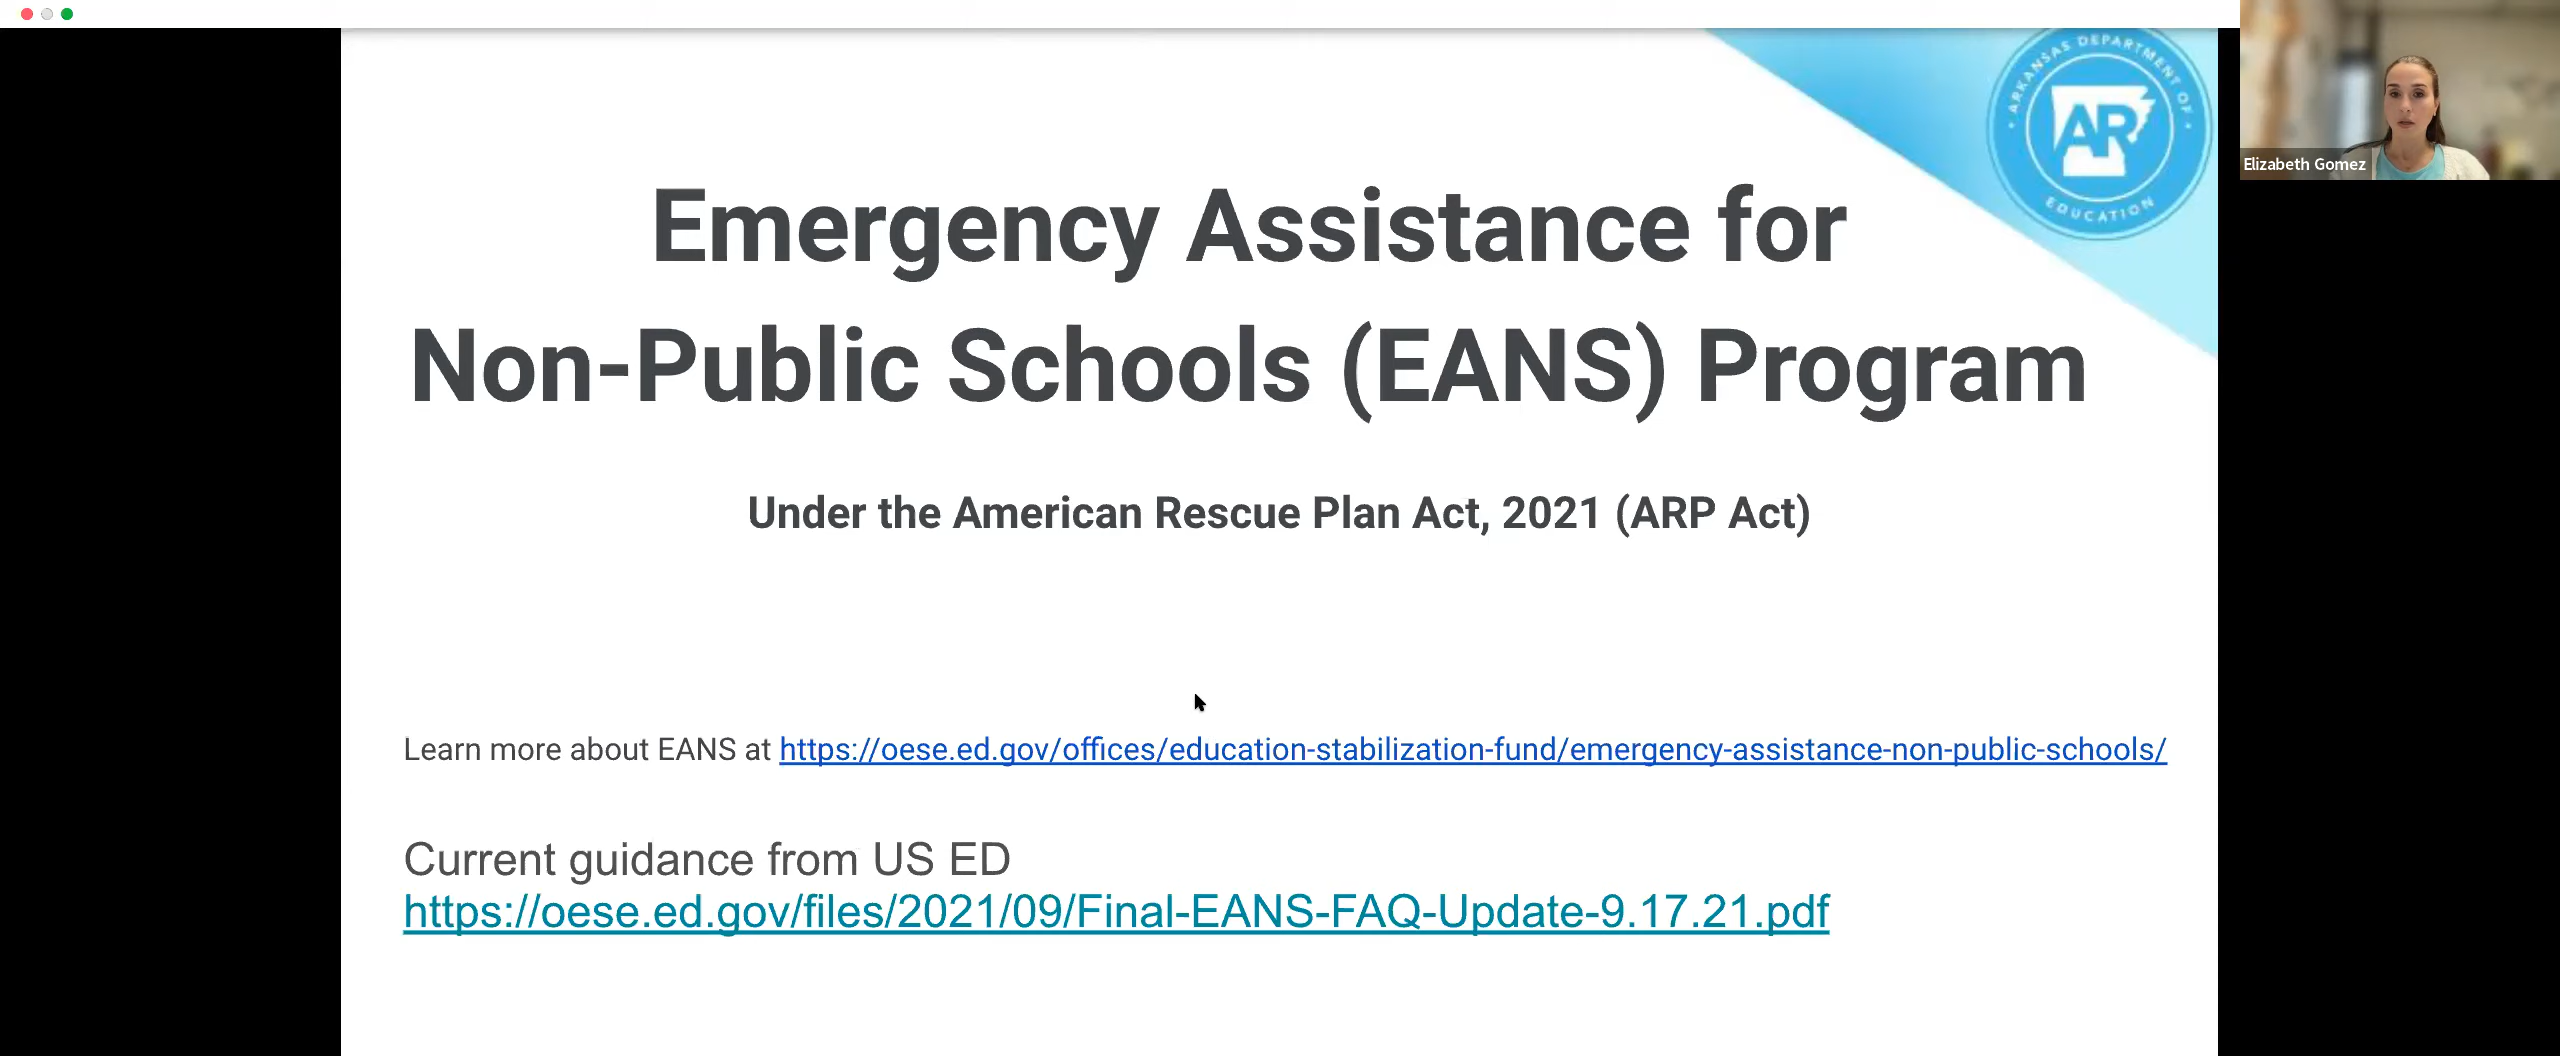 ARKANSAS DEPARTMENT OF
AR
EDUCATION
Elizabeth Gomez
Emergency Assistance for
Non-Public Schools (EANS) Program
Under the American Rescue Plan Act, 2021 (ARP Act)
Learn more about EANS at https://oese.ed.gov/offices/education-stabilization-fund/emergency-assistance-non-public-schools/
Current guidance from US ED
https://oese.ed.gov/files/2021/09/Final-EANS-FAQ-Update-9.17.21.pdf